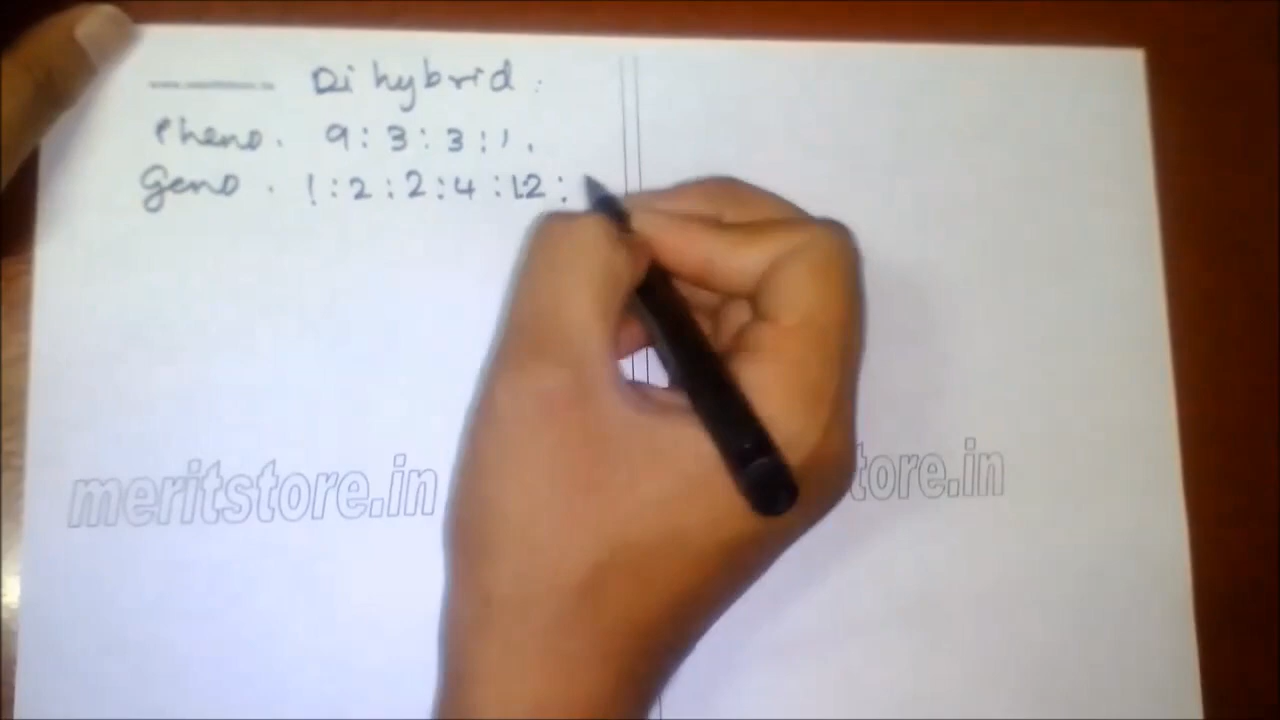 Dihybrid.
Pheno. 9:3:3:1.
Geno. 1:2:2:4:12:
meritstore.in
tore.in